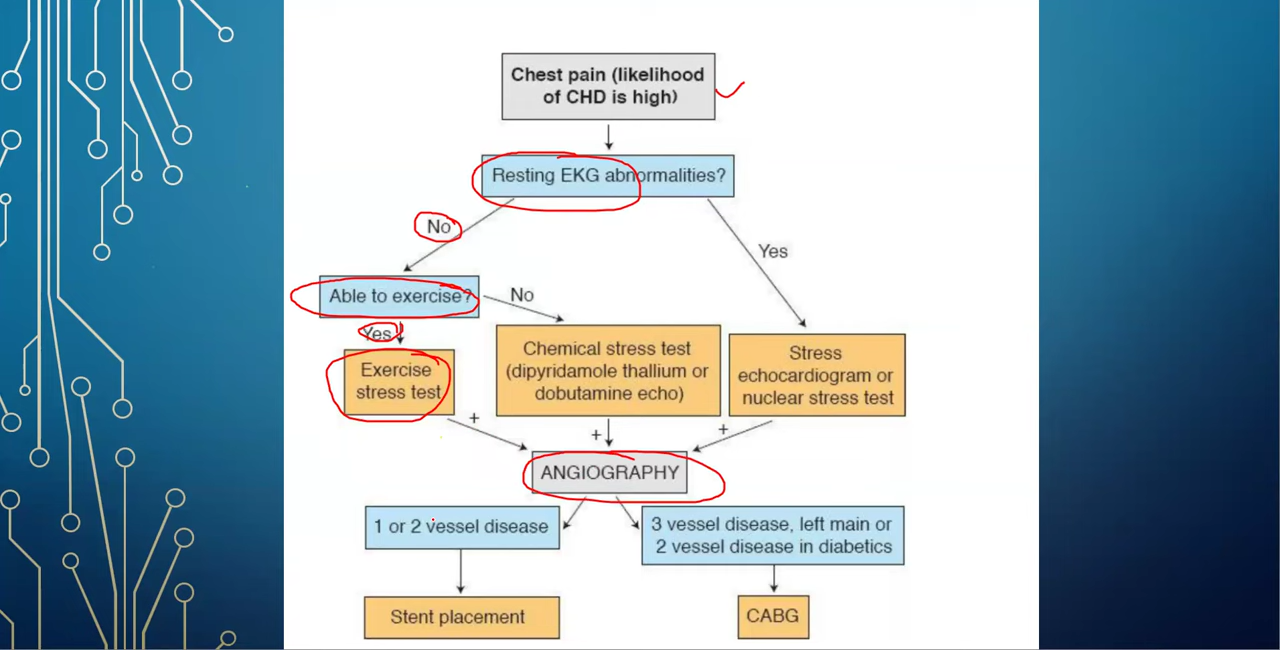 Chest pain (likelihood
of CHD is high)
Resting EKG abnormalities?
No
Yes
Able to exercise?
No
Yes
Exercise
stress test
Chemical stress test
(dipyridamole thallium or
dobutamine echo)
Stress
echocardiogram or
nuclear stress test
+
+
+
ANGIOGRAPHY
1 or 2 vessel disease
3 vessel disease, left main or
2 vessel disease in diabetics
Stent placement
CABG